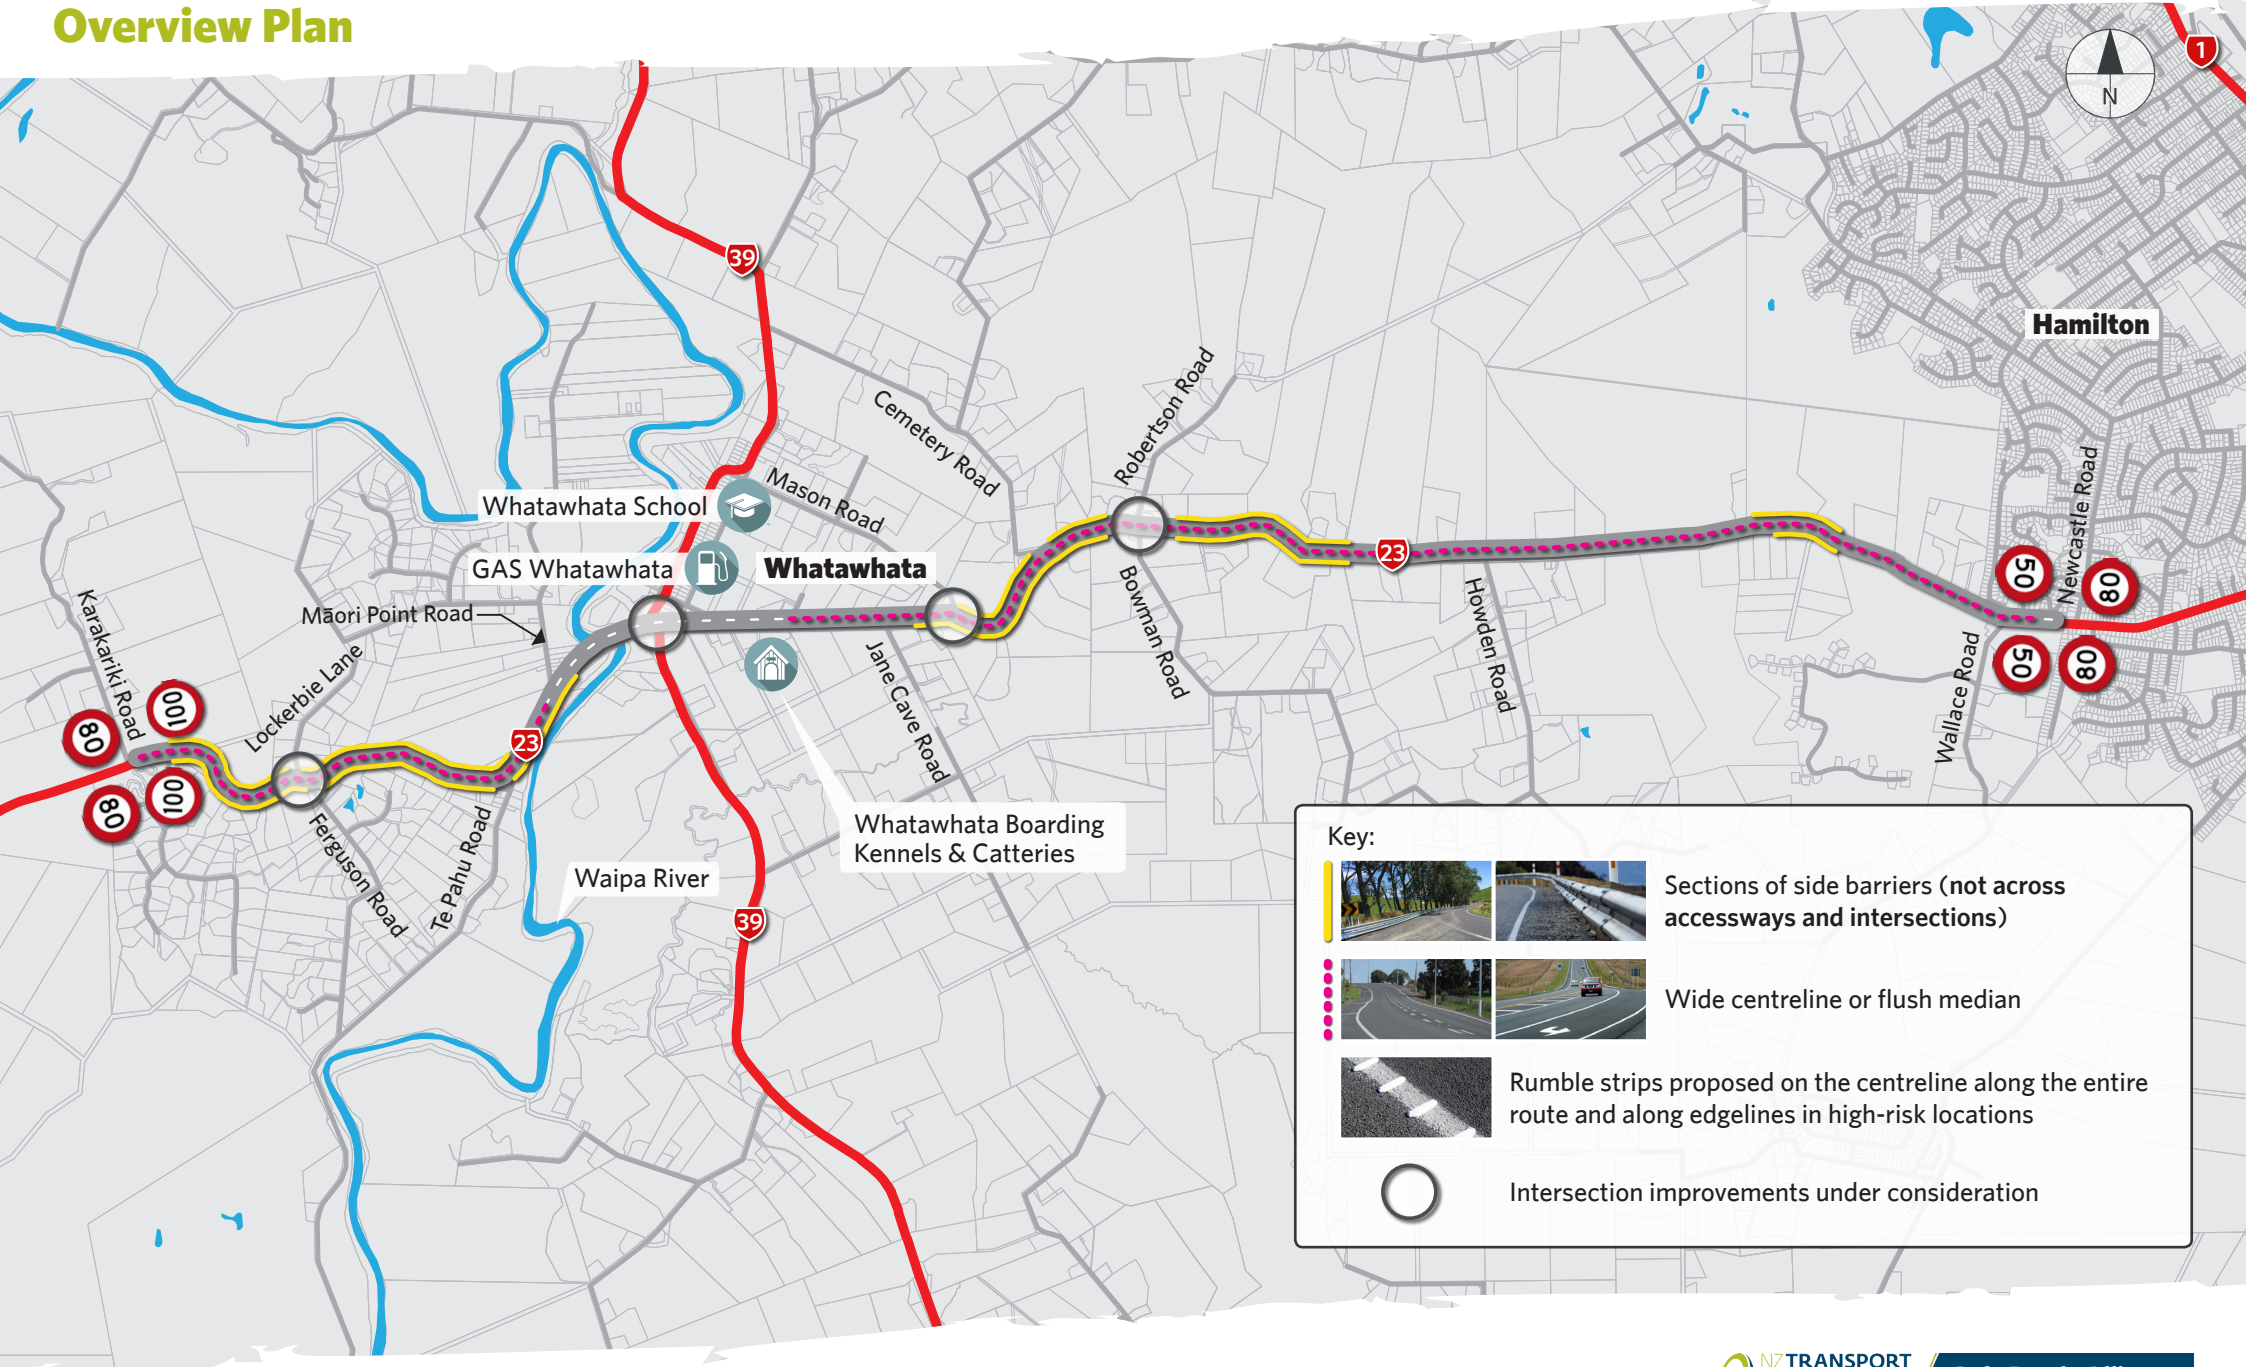 Overview Plan
1
N
39
Hamilton
Robertson Road
Cemetery Road
Mason Road
Whatawhata School
Newcastle Road
GAS Whatawhata
Whatawhata
23
50
80
Māori Point Road
Karakariki Road
Bowman Road
Howden Road
Lockerbie Lane
Jane Cave Road
Wallace Road
50
80
100
80
23
100
80
Ferguson Road
Te Pahu Road
Whatawhata Boarding
Kennels & Catteries
Waipa River
39
Key:
Sections of side barriers (not across
accessways and intersections)
Wide centreline or flush median
Rumble strips proposed on the centreline along the entire
route and along edgelines in high-risk locations
Intersection improvements under consideration
NZ TRANSPORT